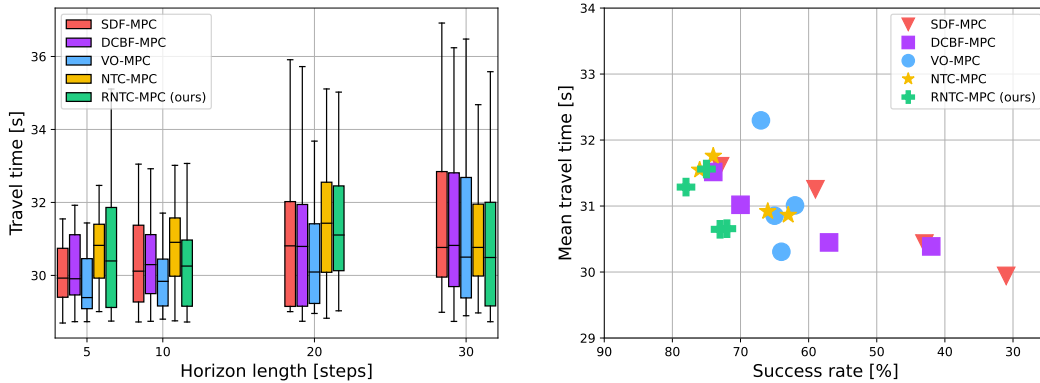 Travel time [s]
36
34
32
30
SDF-MPC
DCBF-MPC
VO-MPC
NTC-MPC
RNTC-MPC (ours)
5
10
20
30
Horizon length [steps]
Mean travel time [s]
34
33
32
31
30
29
SDF-MPC
DCBF-MPC
VO-MPC
NTC-MPC
RNTC-MPC (ours)
90
80
70
60
50
40
30
Success rate [%]